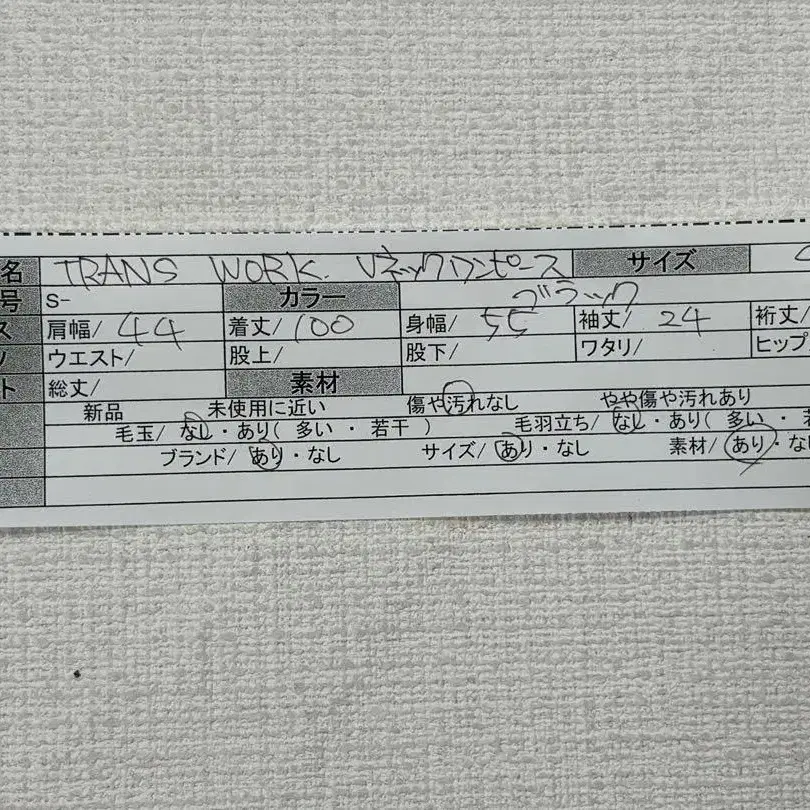 名 TRANS WORK. Vネックワンピース サイズ
号 S- カラー ブラック
ス 肩幅/ 44 着丈/ 100 身幅/ 55 袖丈/ 24 裄丈/
ウエスト/ 股上/ 股下/ ワタリ/ ヒップ
ト 総丈/ 素材
新品 未使用に近い 傷や汚れなし やや傷や汚れあり
毛玉/ なし・あり( 多い ・ 若干 ) 毛羽立ち/ なし・あり( 多い ・
ブランド/ あり・なし サイズ/ あり・なし 素材/ あり・な